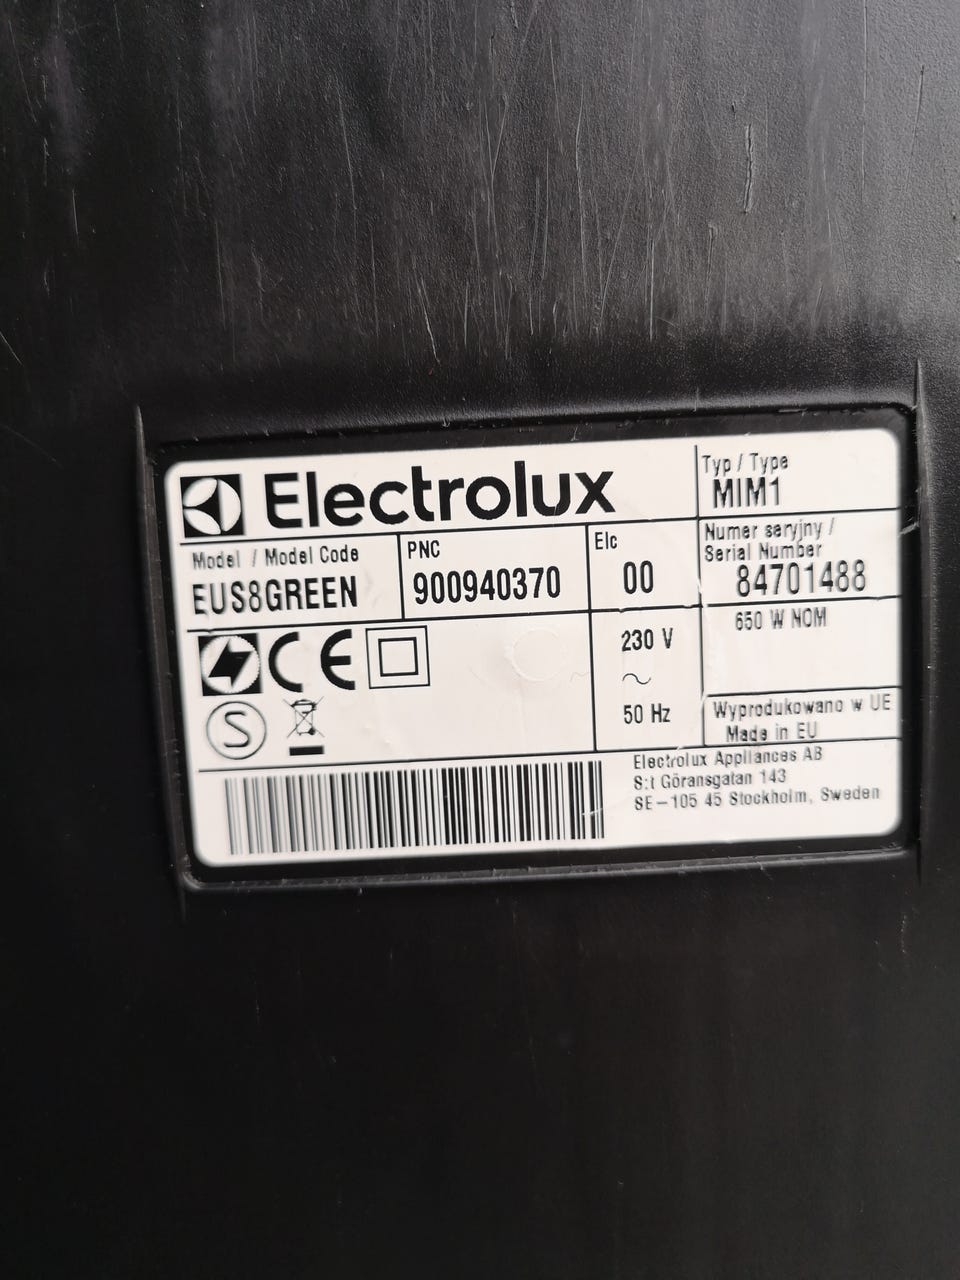 Electrolux
Typ / Type
MIM1
Model / Model Code
EUS8GREEN
PNC
900940370
Elc
00
Numer seryjny /
Serial Number
84701488
230 V
~
50 Hz
650 W NOM
CE
S
Wyprodukowano w UE
Made in EU
Electrolux Appliances AB
S:t Göransgatan 143
SE-105 45 Stockholm, Sweden